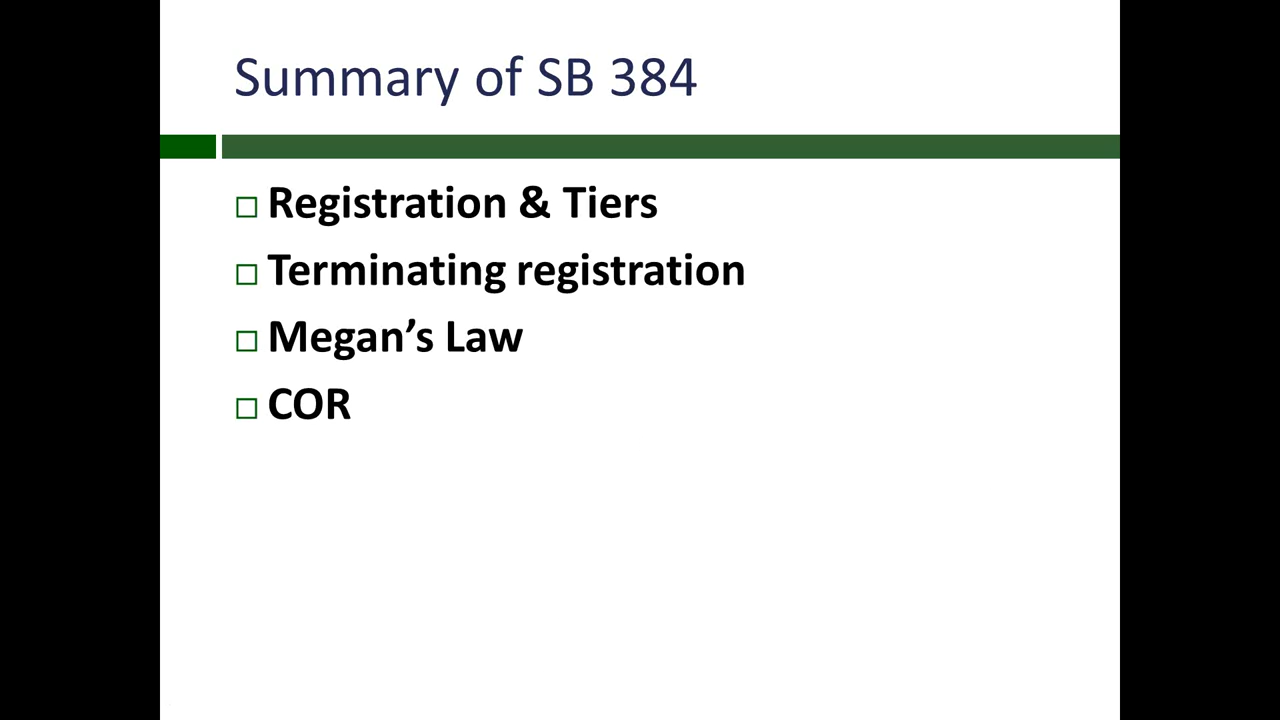 Summary of SB 384
Registration & Tiers
Terminating registration
Megan’s Law
COR